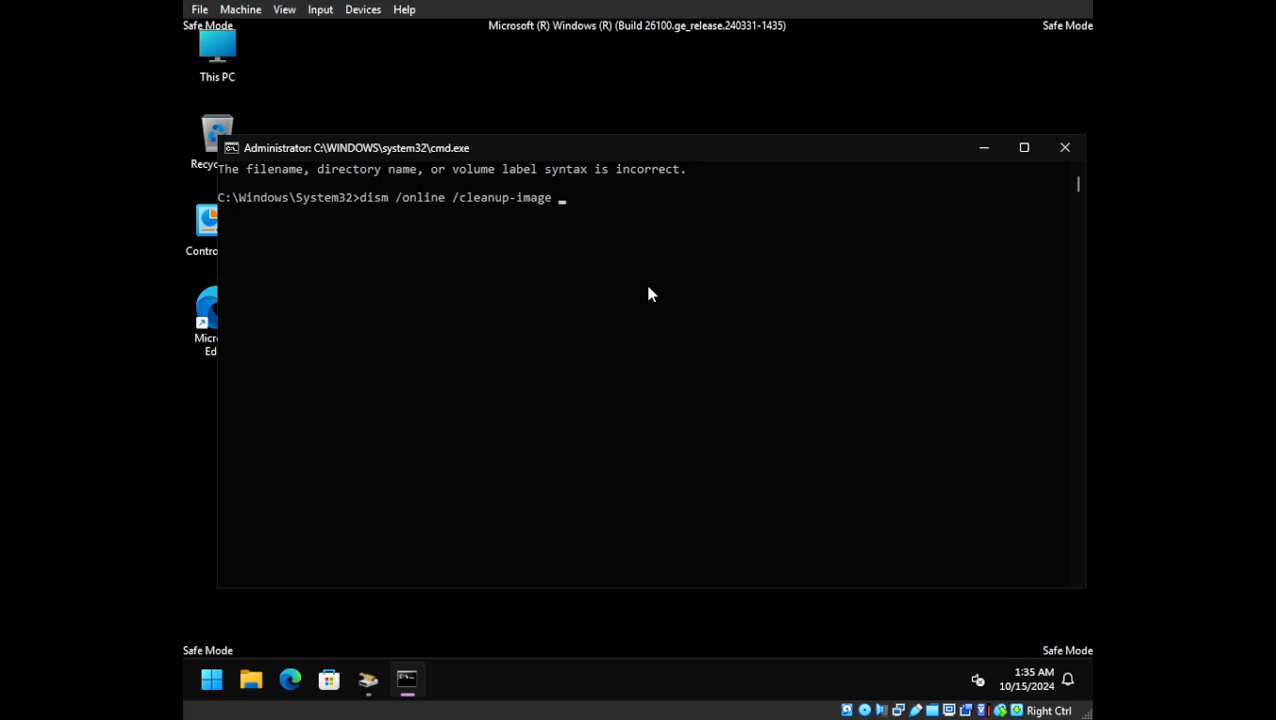 File Machine View Input Devices Help
Safe Mode Microsoft (R) Windows (R) (Build 26100.ge_release.240331-1435) Safe Mode
This PC
Recyc
Administrator: C:\WINDOWS\system32\cmd.exe
The filename, directory name, or volume label syntax is incorrect.
C:\Windows\System32>dism /online /cleanup-image _
Contro
Micr
Ed
Safe Mode Safe Mode
1:35 AM
10/15/2024
Right Ctrl